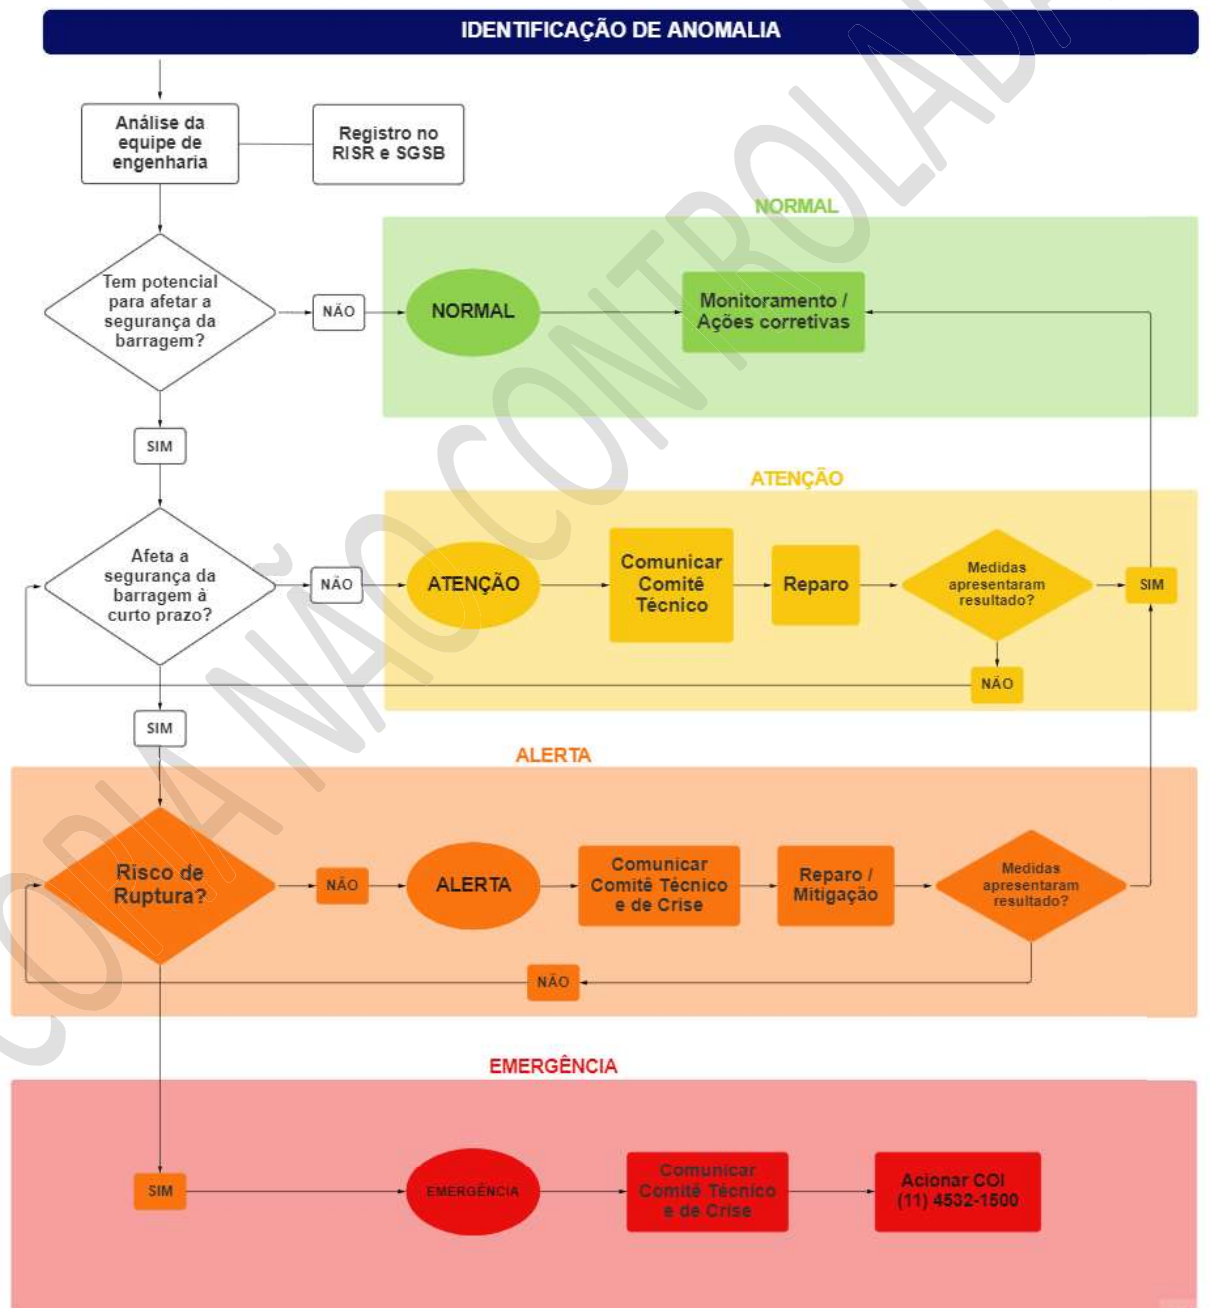 IDENTIFICAÇÃO DE ANOMALIA
Análise da
equipe de
engenharia
Registro no
RISR e SGSB
NORMAL
Tem potencial
para afetar a
segurança da
barragem?
NÃO
NORMAL
Monitoramento /
Ações corretivas
SIM
ATENÇÃO
Afeta a
segurança da
barragem à
curto prazo?
NÃO
ATENÇÃO
Comunicar
Comitê
Técnico
Reparo
Medidas
apresentaram
resultado?
SIM
NÃO
SIM
ALERTA
Risco de
Ruptura?
NÃO
ALERTA
Comunicar
Comitê Técnico
e de Crise
Reparo /
Mitigação
Medidas
apresentaram
resultado?
NÃO
EMERGÊNCIA
SIM
EMERGÊNCIA
Comunicar
Comitê Técnico
e de Crise
Acionar COI
(11) 4532-1500
COPIA NÃO CONTROLADA